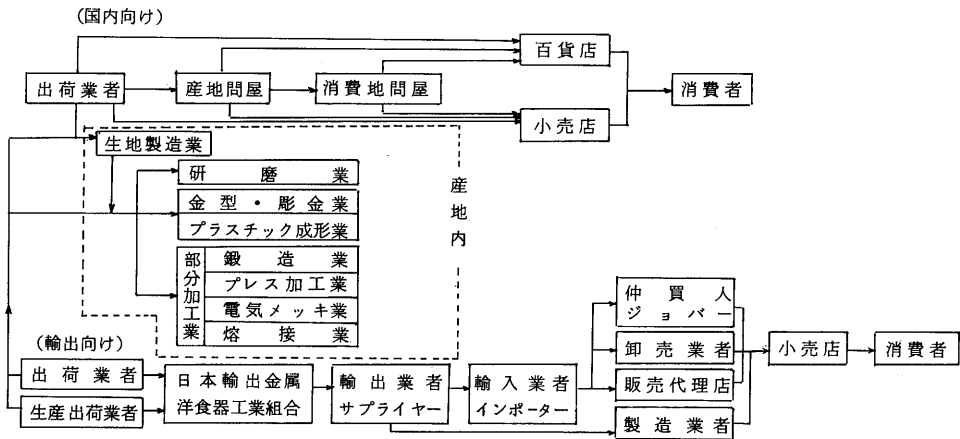 (国内向け)
百貨店
出荷業者
産地問屋
消費地問屋
消費者
小売店
生地製造業
研磨業
金型・彫金業
プラスチック成形業
産地内
部分加工業
鍛造業
プレス加工業
電気メッキ業
熔接業
(輸出向け)
出荷業者
生産出荷業者
日本輸出金属
洋食器工業組合
輸出業者
サプライヤー
輸入業者
インポーター
仲買人
ジョバー
卸売業者
販売代理店
製造業者
小売店
消費者